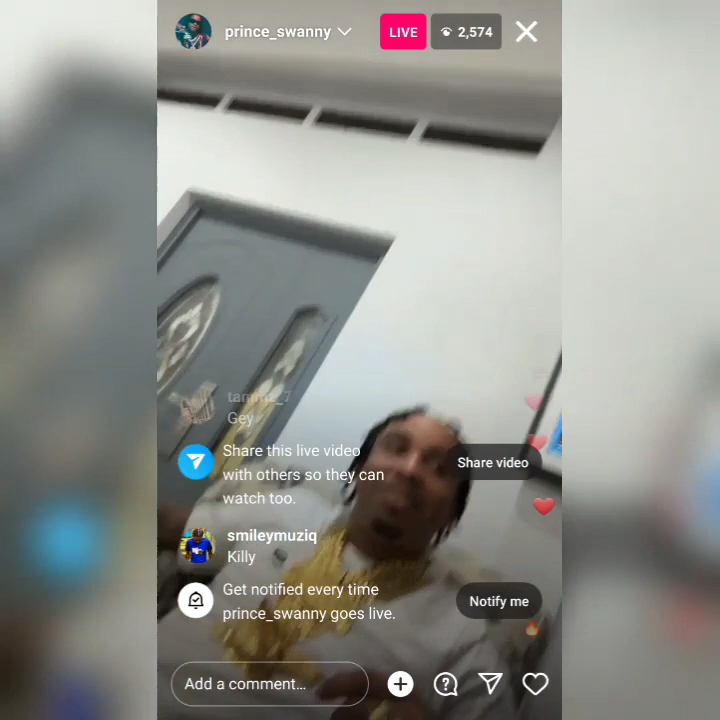 prince_swanny
LIVE
2,574
tammz_7
Gey
Share this live video
with others so they can
watch too.
Share video
smileymuziq
Killy
Get notified every time
prince_swanny goes live.
Notify me
Add a comment...